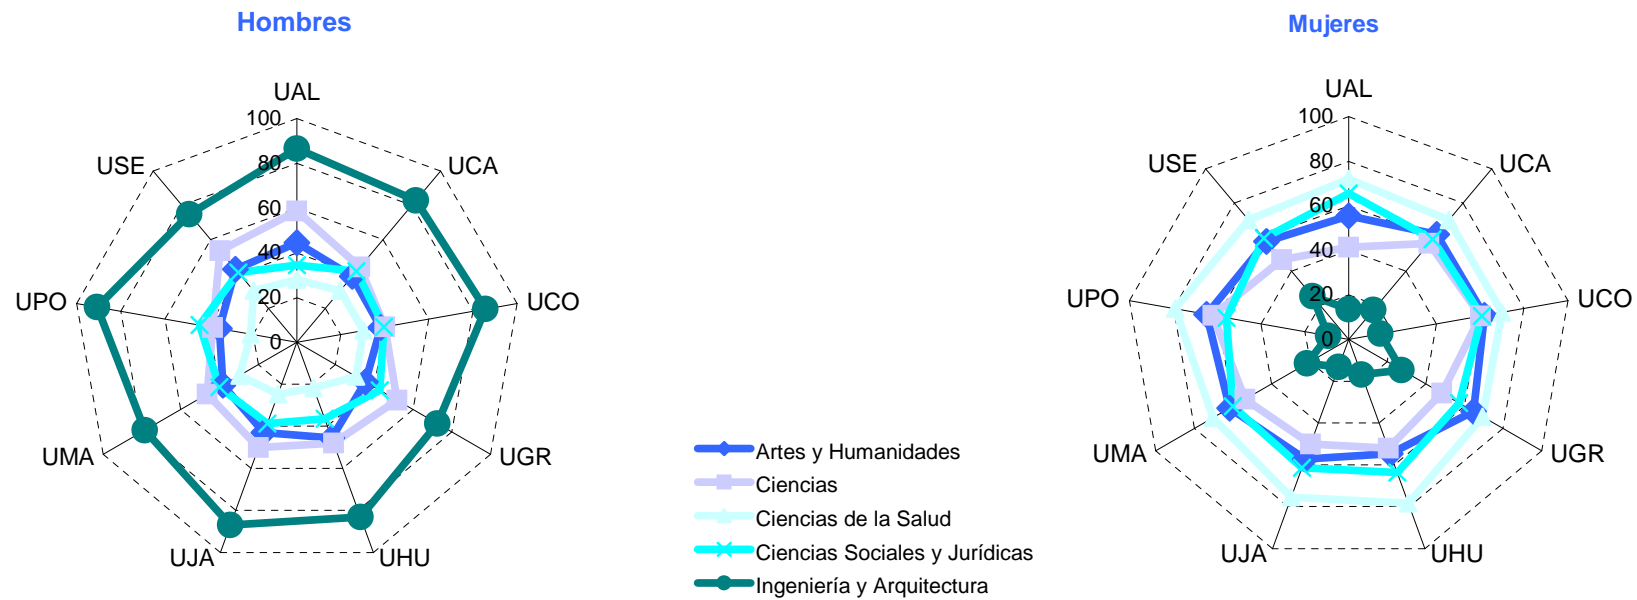 Hombres
UAL
100
80
60
40
20
0
UCA
UCO
UGR
UHU
UJA
UMA
UPO
USE
Artes y Humanidades
Ciencias
Ciencias de la Salud
Ciencias Sociales y Jurídicas
Ingeniería y Arquitectura
Mujeres
UAL
100
80
60
40
20
0
UCA
UCO
UGR
UHU
UJA
UMA
UPO
USE